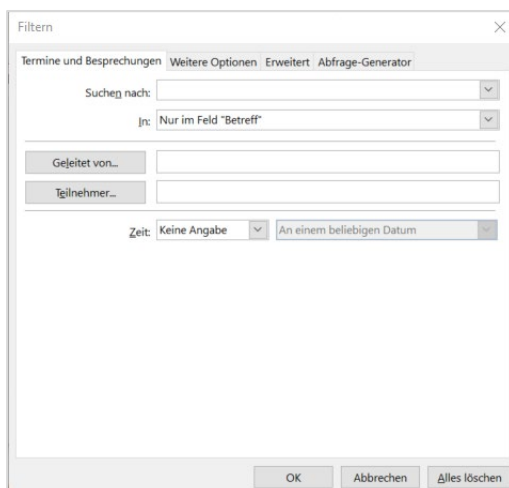 Filtern
Termine und Besprechungen Weitere Optionen Erweitert Abfrage-Generator
Suchen nach:
In: Nur im Feld "Betreff"
Geleitet von...
Teilnehmer...
Zeit: Keine Angabe An einem beliebigen Datum
OK Abbrechen Alles löschen